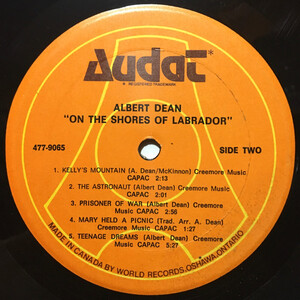 Audat*
ALBERT DEAN
"ON THE SHORES OF LABRADOR"
477-9065
SIDE TWO
1. KELLY'S MOUNTAIN (A. Dean/McKinnon) Creemore Music
CAPAC 2:13
2. THE ASTRONAUT (Albert Dean) Creemore Music
CAPAC 2:01
3. PRISONER OF WAR (Albert Dean) Creemore
Music CAPAC 2:56
4. MARY HELD A PICNIC (Trad. Arr. A. Dean)
Creemore Music CAPAC 1:27
5. TEENAGE DREAMS (Albert Dean) Creemore
Music CAPAC 5:27
MADE IN CANADA BY WORLD RECORDS, OSHAWA, ONTARIO